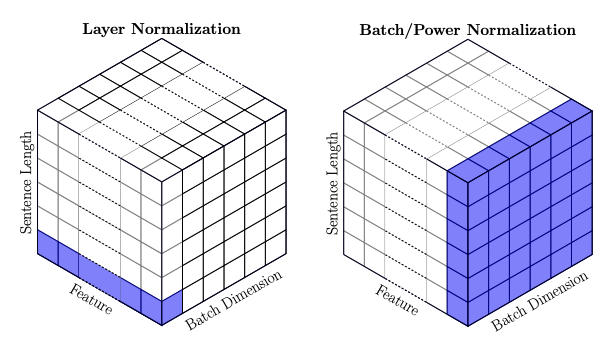 Layer Normalization
Sentence Length
Feature
Batch Dimension
Batch/Power Normalization
Sentence Length
Feature
Batch Dimension